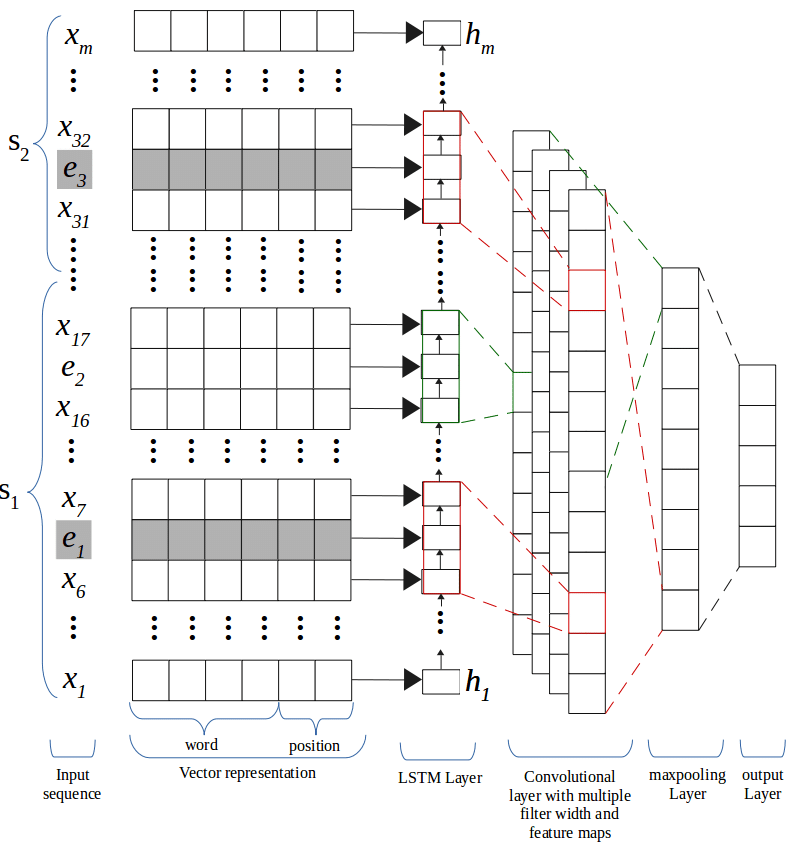 x_m
h_m
x_32
s_2
e_3
x_31
x_17
e_2
x_16
s_1
x_7
e_1
x_6
x_1
h_1
word
position
Input
sequence
Vector representation
LSTM Layer
Convolutional
layer with multiple
filter width and
feature maps
maxpooling
Layer
output
Layer